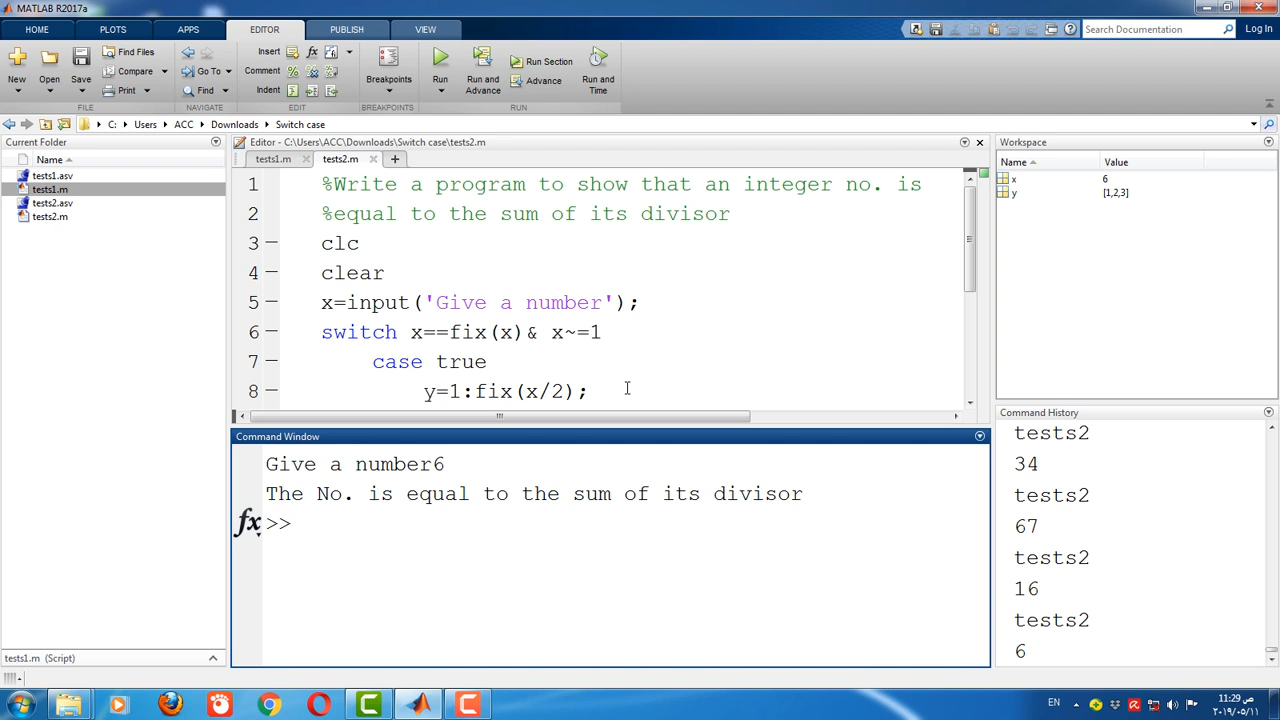 MATLAB R2017a
HOME PLOTS APPS EDITOR PUBLISH VIEW
Search Documentation Log In
New Open Save Find Files Compare Print
Go To Find
Insert Comment Indent
Breakpoints
Run Run and Advance Run Section Advance Run and Time
FILE NAVIGATE EDIT BREAKPOINTS RUN
C: Users ACC Downloads Switch case
Current Folder
Name
tests1.asv
tests1.m
tests2.asv
tests2.m
tests1.m (Script)
Editor - C:\Users\ACC\Downloads\Switch case\tests2.m
tests1.m tests2.m
1 %Write a program to show that an integer no. is
2 %equal to the sum of its divisor
3 clc
4 clear
5 x=input('Give a number');
6 switch x==fix(x)& x~=1
7 case true
8 y=1:fix(x/2);
Command Window
Give a number6
The No. is equal to the sum of its divisor
fx >>
Workspace
Name Value
x 6
y [1,2,3]
Command History
tests2
34
tests2
67
tests2
16
tests2
6
EN
11:29 ص
٢٠١٩/٠٥/١١